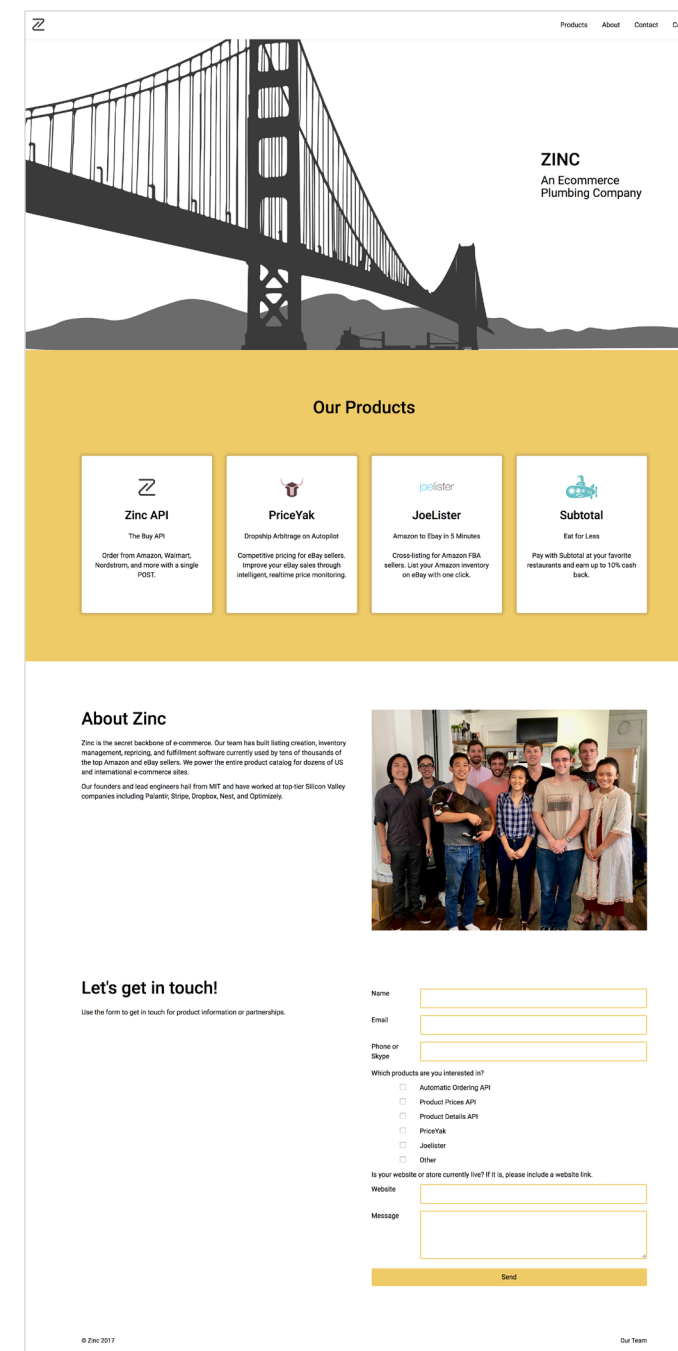 Products About Contact
ZINC
An Ecommerce
Plumbing Company
Our Products
Zinc API
The Buy API
Order from Amazon, Walmart,
Nordstrom, and more with a single
POST.
PriceYak
Dropship Arbitrage on Autopilot
Competitive pricing for eBay sellers.
Improve your eBay sales through
intelligent, realtime price monitoring.
joelister
JoeLister
Amazon to Ebay in 5 Minutes
Cross-listing for Amazon FBA
sellers. List your Amazon inventory
on eBay with one click.
Subtotal
Eat for Less
Pay with Subtotal at your favorite
restaurants and earn up to 10% cash
back.
About Zinc
Zinc is the secret backbone of e-commerce. Our team has built listing creation, inventory
management, repricing, and fulfillment software currently used by tens of thousands of
the top Amazon and eBay sellers. We power the entire product catalog for dozens of US
and international e-commerce sites.
Our founders and lead engineers hail from MIT and have worked at top-tier Silicon Valley
companies including Palantir, Stripe, Dropbox, Nest, and Optimizely.
Let's get in touch!
Use the form to get in touch for product information or partnerships.
Name
Email
Phone or
Skype
Which products are you interested in?
Automatic Ordering API
Product Prices API
Product Details API
PriceYak
Joelister
Other
Is your website or store currently live? If it is, please include a website link.
Website
Message
Send
© Zinc 2017 Our Team